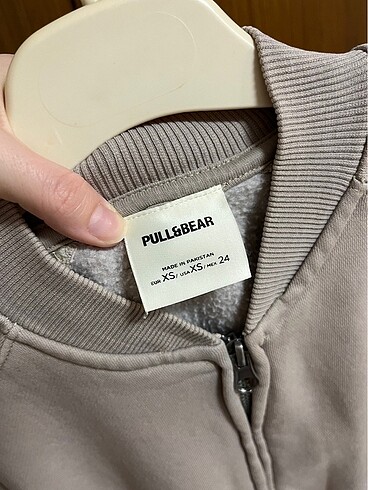 PULL&BEAR
MADE IN PAKISTAN
EUR XS / USA XS / MEX 24